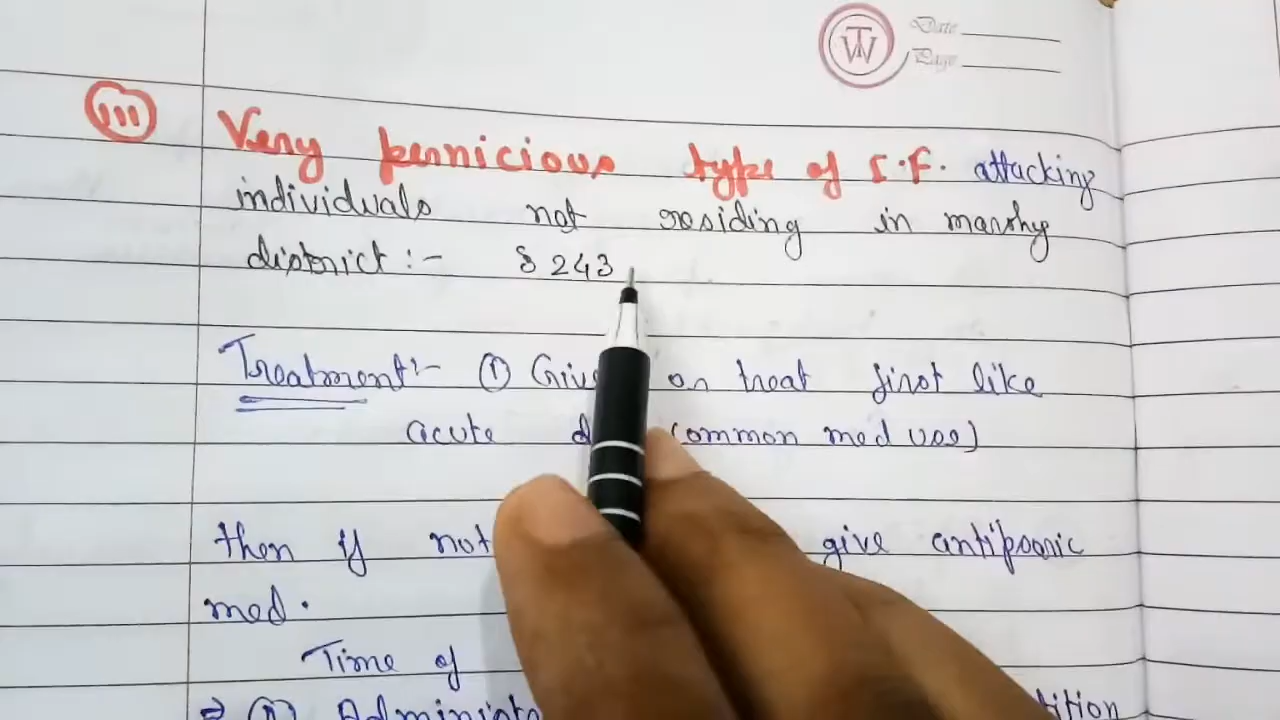 Date
Page
TW
III Very pernicious type of I.F. attacking
individuals not residing in marshy
district :- § 243
Treatment :- ① Give on treat first like
acute (common med use)
then if not give antipsoric
med.
Time of